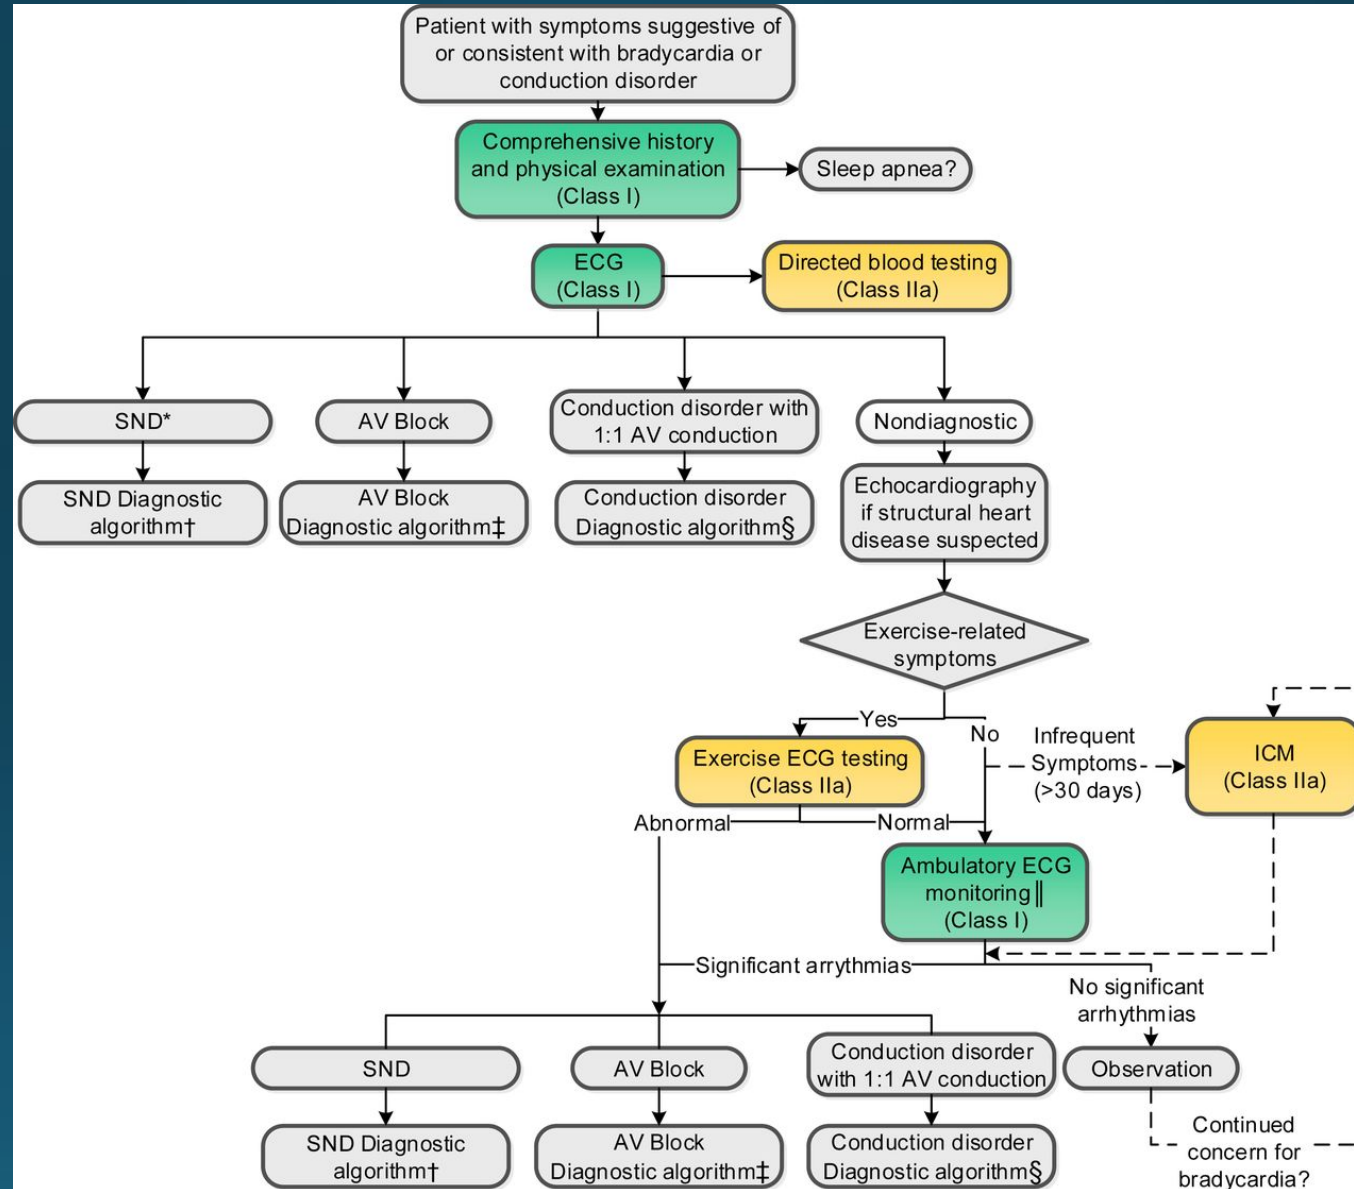 Patient with symptoms suggestive of
or consistent with bradycardia or
conduction disorder
Comprehensive history
and physical examination
(Class I)
Sleep apnea?
ECG
(Class I)
Directed blood testing
(Class IIa)
SND*
AV Block
Conduction disorder with
1:1 AV conduction
Nondiagnostic
SND Diagnostic
algorithm†
AV Block
Diagnostic algorithm‡
Conduction disorder
Diagnostic algorithm§
Echocardiography
if structural heart
disease suspected
Exercise-related
symptoms
Yes
No
Exercise ECG testing
(Class IIa)
Infrequent
Symptoms
(>30 days)
ICM
(Class IIa)
Abnormal
Normal
Ambulatory ECG
monitoring‖
(Class I)
Significant arrythmias
No significant
arrhythmias
SND
AV Block
Conduction disorder
with 1:1 AV conduction
Observation
SND Diagnostic
algorithm†
AV Block
Diagnostic algorithm‡
Conduction disorder
Diagnostic algorithm§
Continued
concern for
bradycardia?